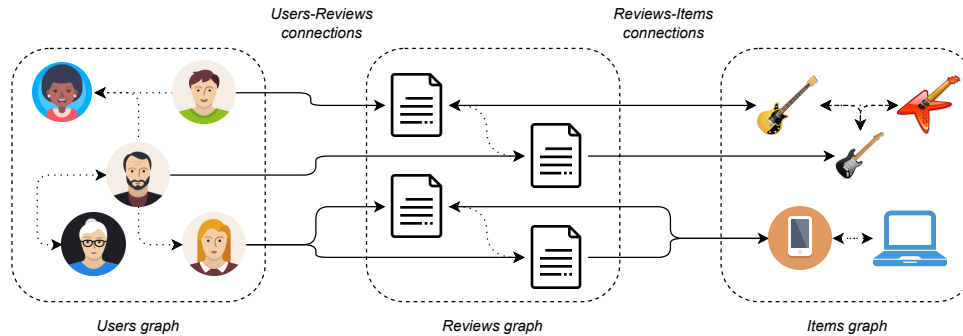 Users-Reviews
connections
Reviews-Items
connections
Users graph
Reviews graph
Items graph